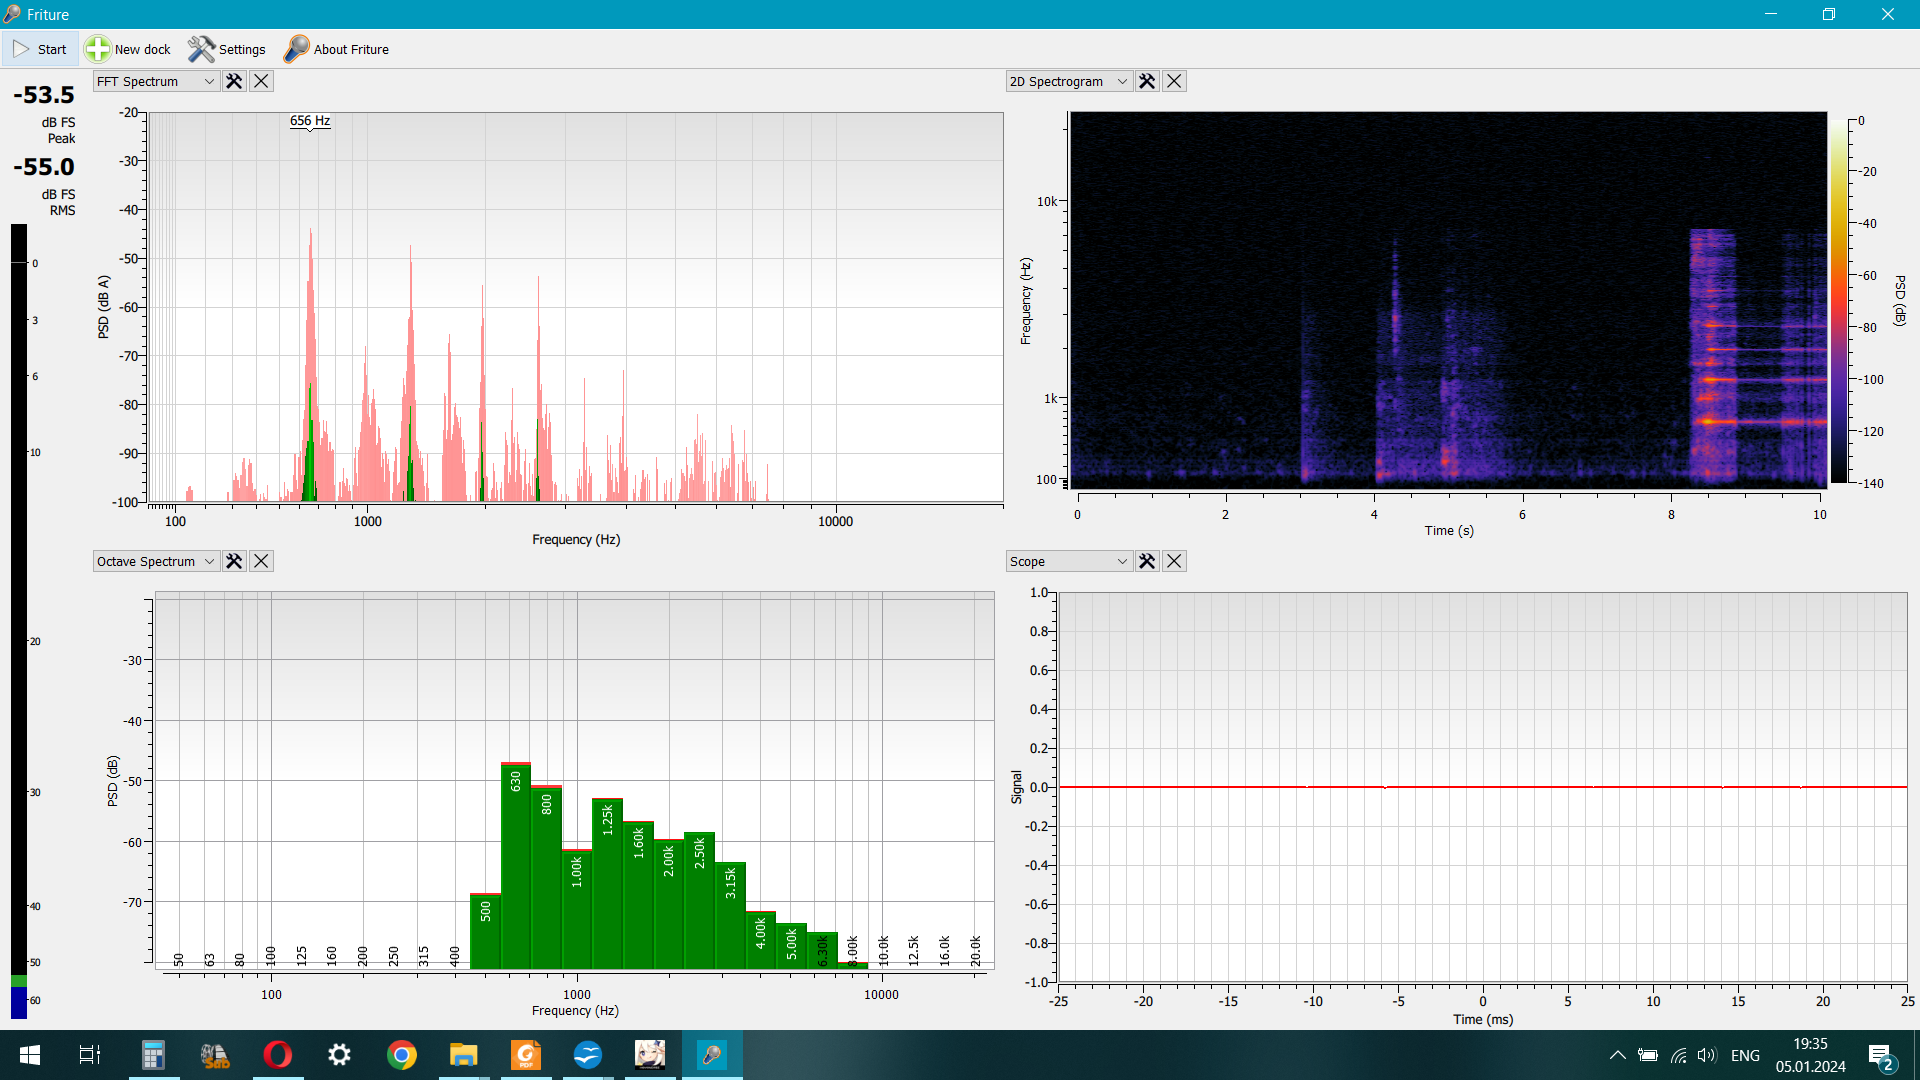 Friture
Start New dock Settings About Friture
-53.5
dB FS
Peak
-55.0
dB FS
RMS
0
3
6
10
20
30
40
50
60
FFT Spectrum
656 Hz
-20
-30
-40
-50
-60
-70
-80
-90
-100
PSD (dB A)
100 1000 10000
Frequency (Hz)
2D Spectrogram
10k
1k
100
Frequency (Hz)
0 2 4 6 8 10
Time (s)
0
-20
-40
-60
-80
-100
-120
-140
PSD (dB)
Octave Spectrum
-30
-40
-50
-60
-70
PSD (dB)
50 63 80 100 125 160 200 250 315 400 500 630 800 1.00k 1.25k 1.60k 2.00k 2.50k 3.15k 4.00k 5.00k 6.30k 8.00k 10.0k 12.5k 16.0k 20.0k
100 1000 10000
Frequency (Hz)
Scope
1.0
0.8
0.6
0.4
0.2
0.0
-0.2
-0.4
-0.6
-0.8
-1.0
Signal
-25 -20 -15 -10 -5 0 5 10 15 20 25
Time (ms)
PDF
ENG
19:35
05.01.2024
2